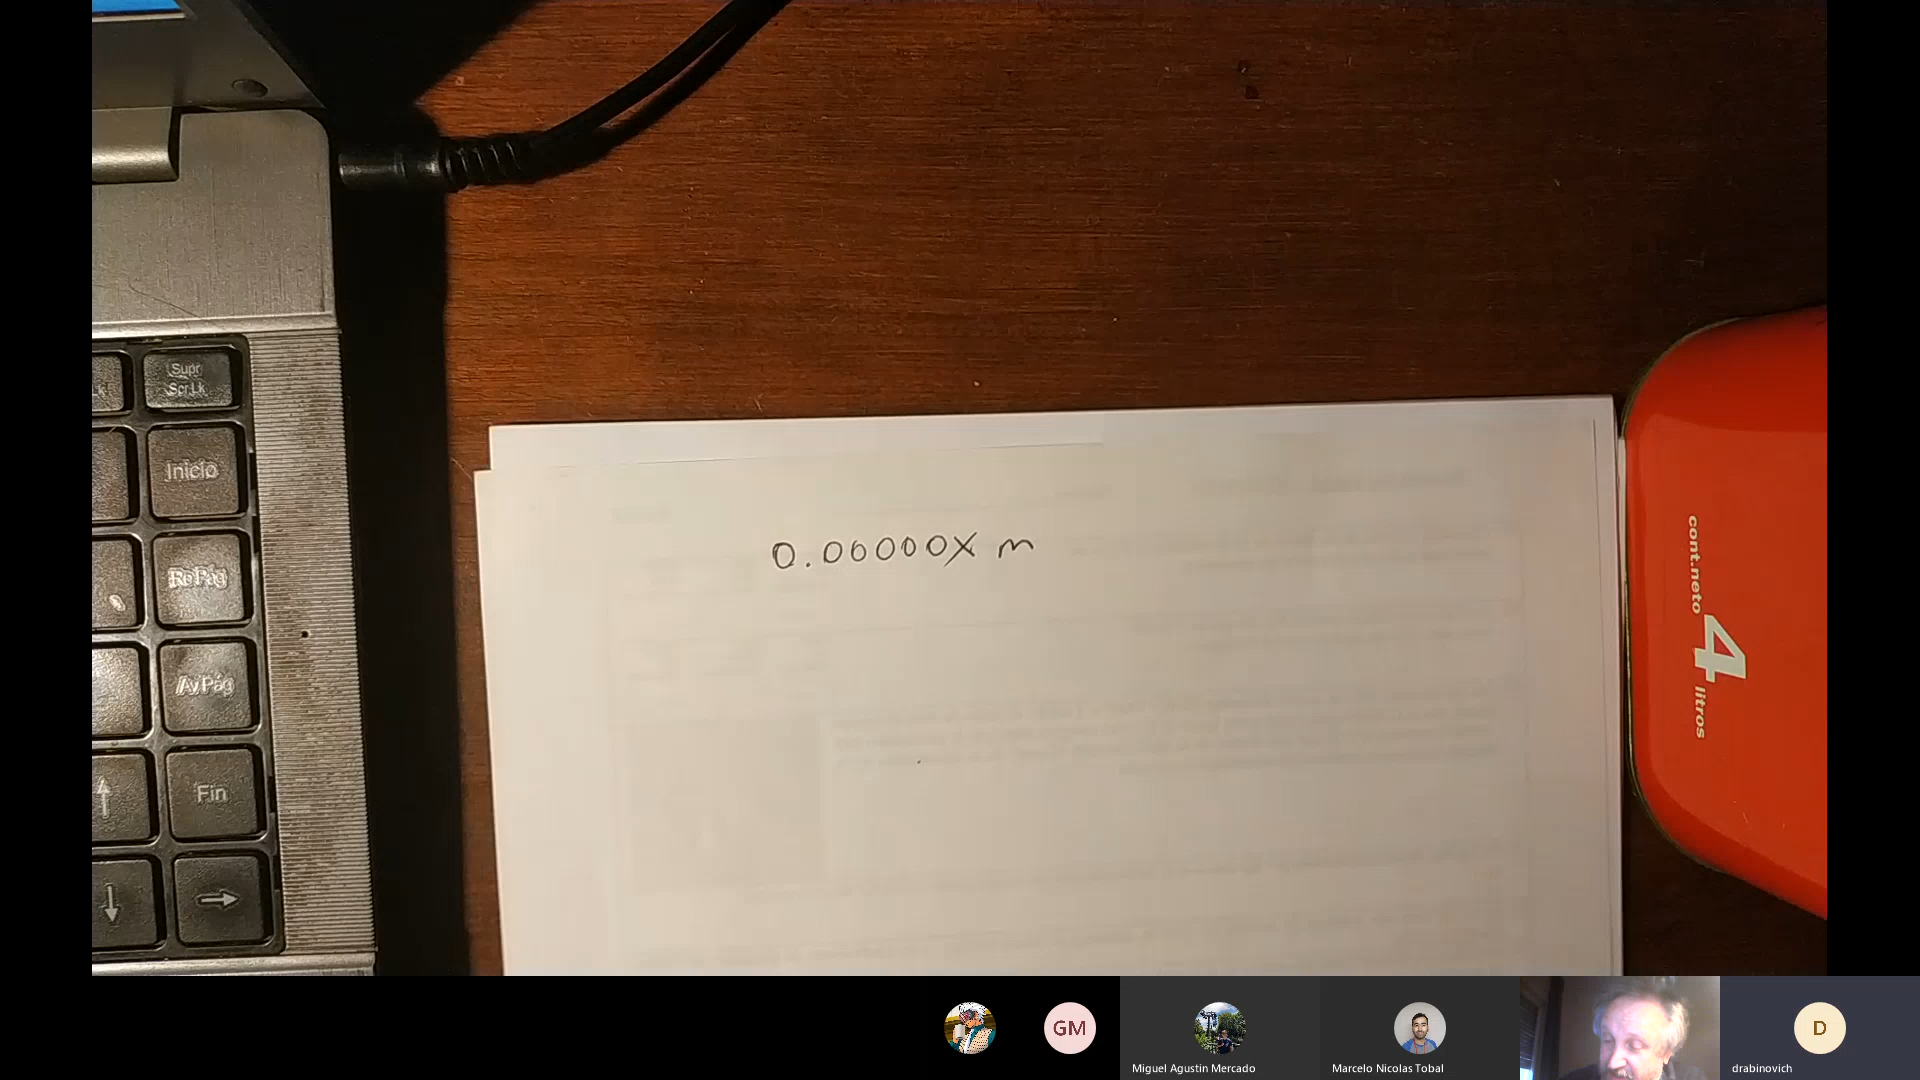 Supr
Scr Lk
Inicio
RePág
AvPág
Fin
0.00000X m
cont.neto
4
litros
GM
Miguel Agustin Mercado
Marcelo Nicolas Tobal
D
drabinovich